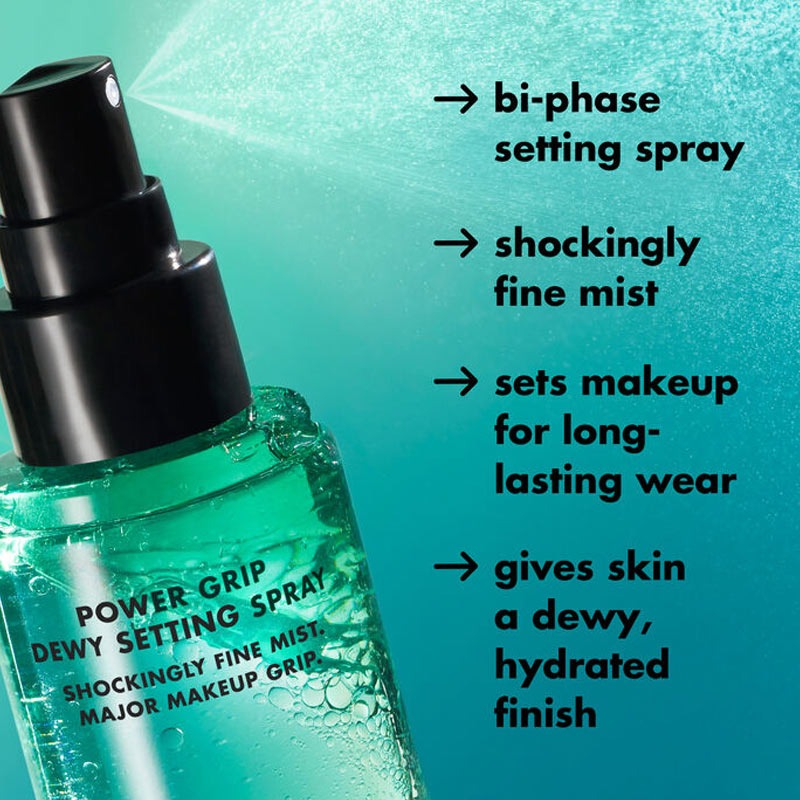 bi-phase
setting spray
shockingly
fine mist
sets makeup
for long-
lasting wear
gives skin
a dewy,
hydrated
finish
POWER GRIP
DEWY SETTING SPRAY
SHOCKINGLY FINE MIST.
MAJOR MAKEUP GRIP.